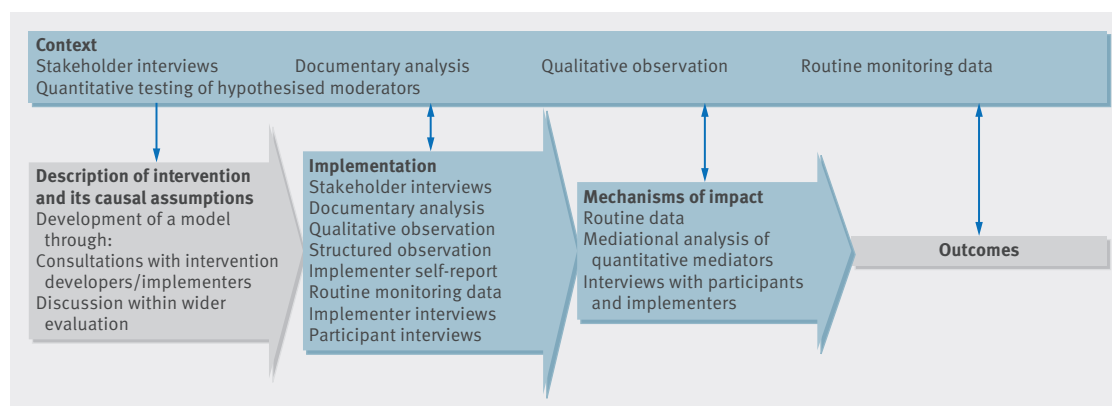 Context
Stakeholder interviews Documentary analysis Qualitative observation Routine monitoring data
Quantitative testing of hypothesised moderators
Description of intervention
and its causal assumptions
Development of a model
through:
Consultations with intervention
developers/implementers
Discussion within wider
evaluation
Implementation
Stakeholder interviews
Documentary analysis
Qualitative observation
Structured observation
Implementer self-report
Routine monitoring data
Implementer interviews
Participant interviews
Mechanisms of impact
Routine data
Mediational analysis of
quantitative mediators
Interviews with participants
and implementers
Outcomes